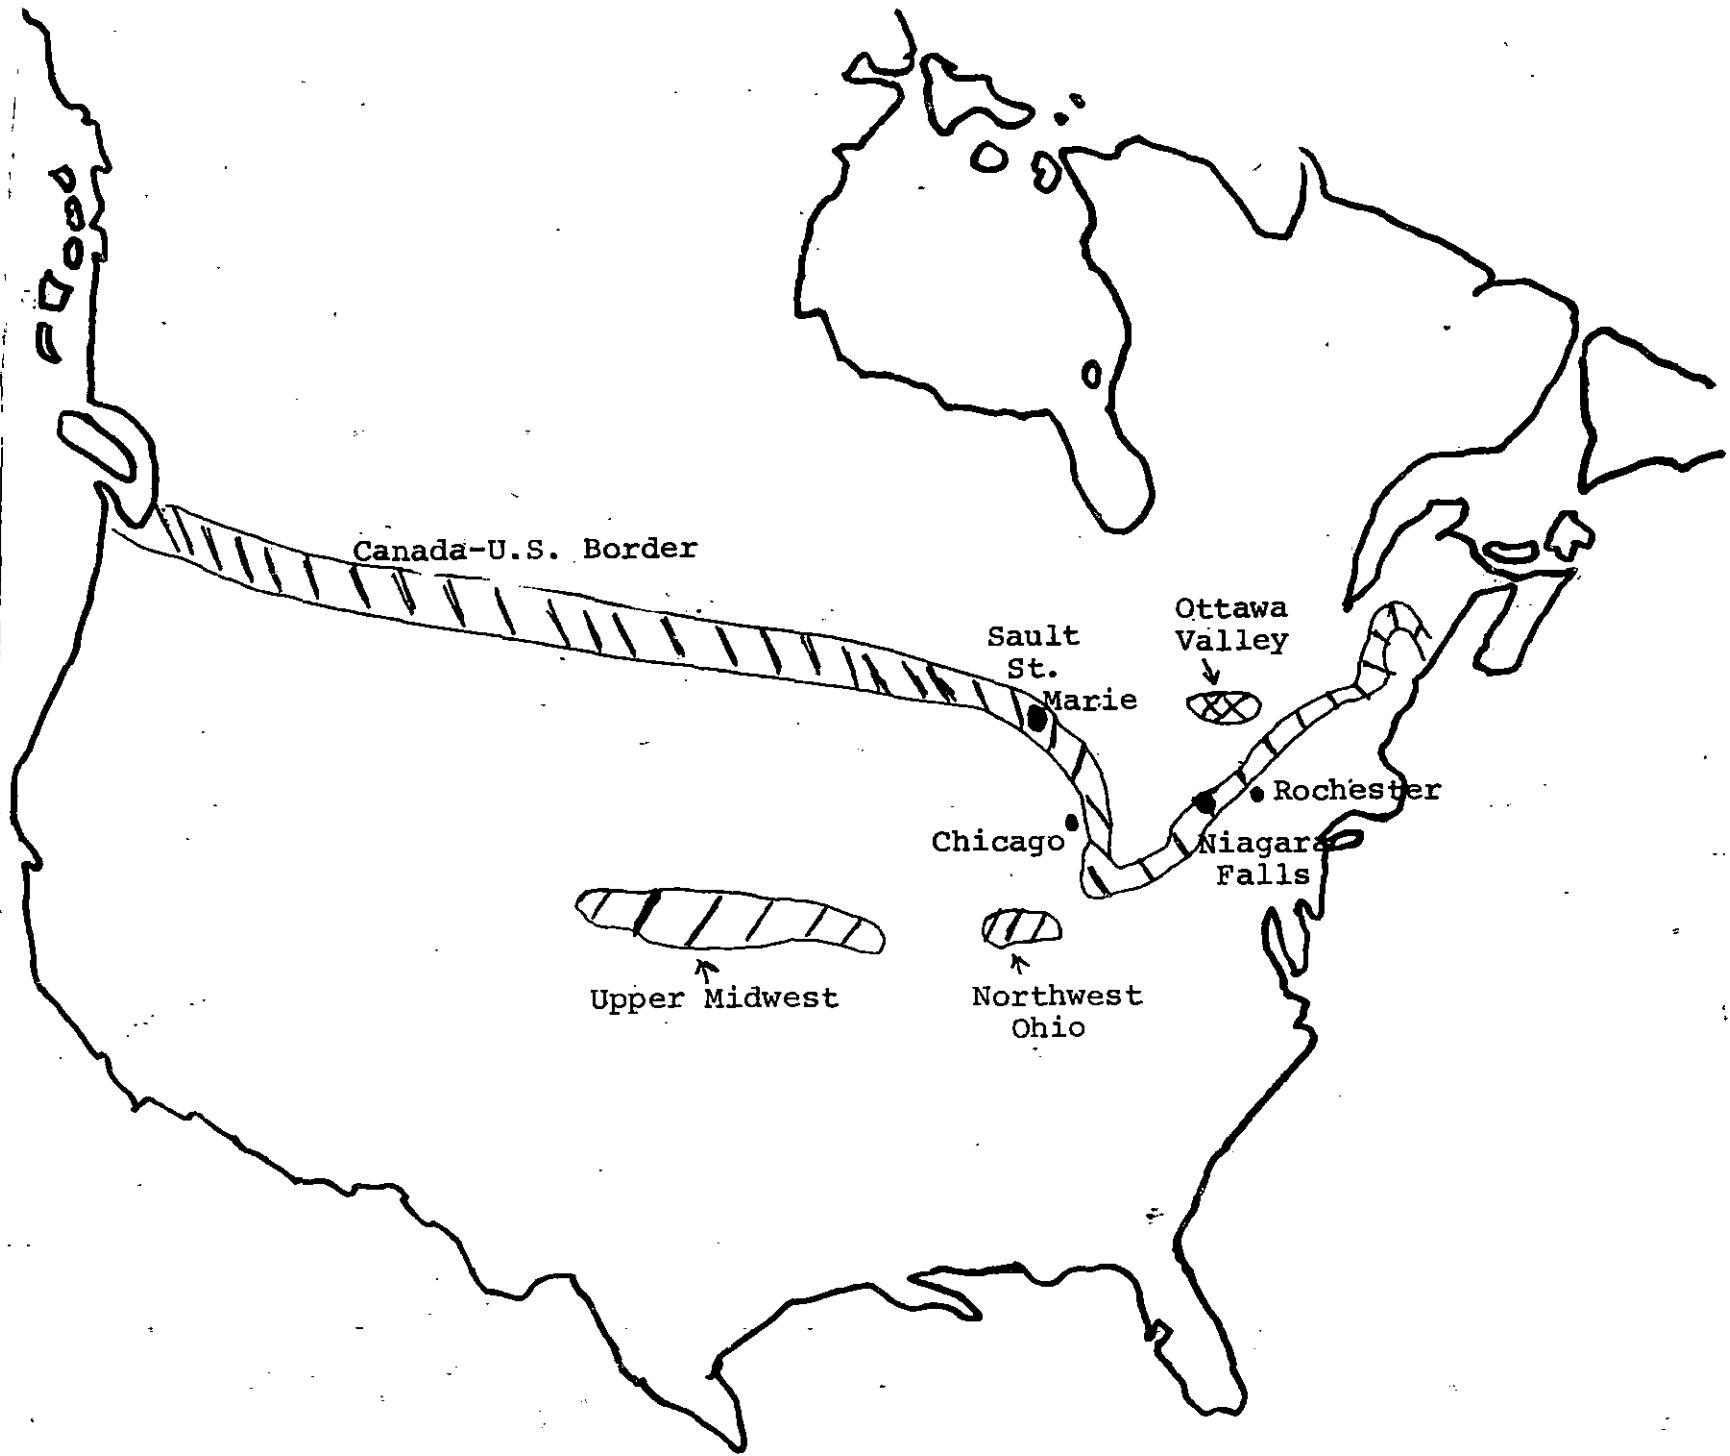 Canada-U.S. Border
Sault
St.
Marie
Ottawa
Valley
Rochester
Chicago
Niagara
Falls
Upper Midwest
Northwest
Ohio